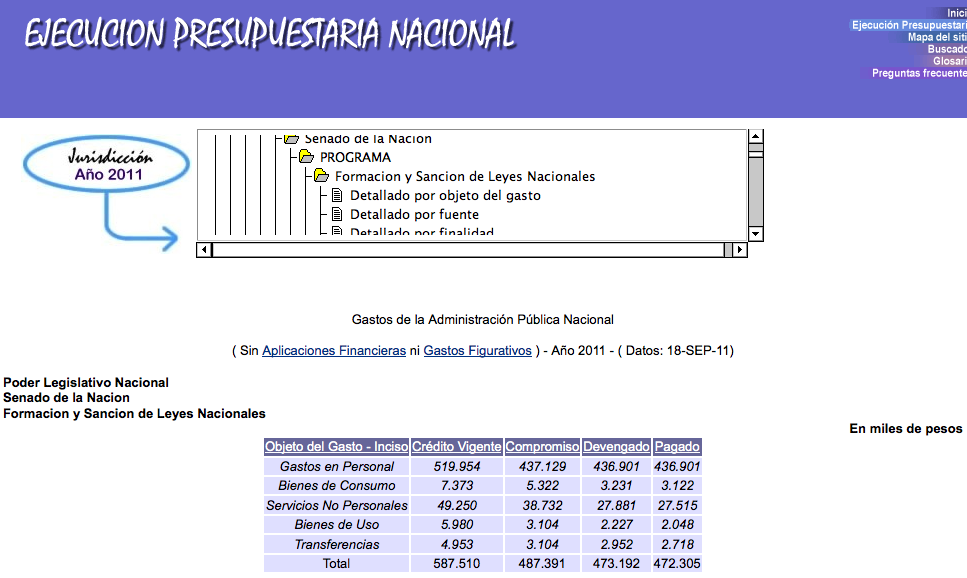 EJECUCION PRESUPUESTARIA NACIONAL
Inici
Ejecución Presupuestari
Mapa del siti
Buscado
Glosari
Preguntas frecuente
Jurisdicción
Año 2011
Senado de la Nacion
PROGRAMA
Formacion y Sancion de Leyes Nacionales
Detallado por objeto del gasto
Detallado por fuente
Detallado por finalidad
Gastos de la Administración Pública Nacional
( Sin Aplicaciones Financieras ni Gastos Figurativos ) - Año 2011 - ( Datos: 18-SEP-11)
Poder Legislativo Nacional
Senado de la Nacion
Formacion y Sancion de Leyes Nacionales
En miles de pesos
Objeto del Gasto - Inciso Crédito Vigente Compromiso Devengado Pagado
Gastos en Personal 519.954 437.129 436.901 436.901
Bienes de Consumo 7.373 5.322 3.231 3.122
Servicios No Personales 49.250 38.732 27.881 27.515
Bienes de Uso 5.980 3.104 2.227 2.048
Transferencias 4.953 3.104 2.952 2.718
Total 587.510 487.391 473.192 472.305